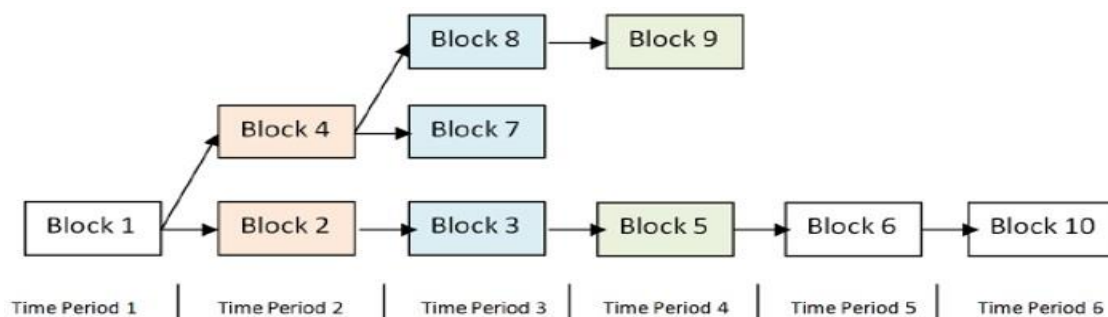 Block 8
Block 9
Block 4
Block 7
Block 1
Block 2
Block 3
Block 5
Block 6
Block 10
Time Period 1
Time Period 2
Time Period 3
Time Period 4
Time Period 5
Time Period 6